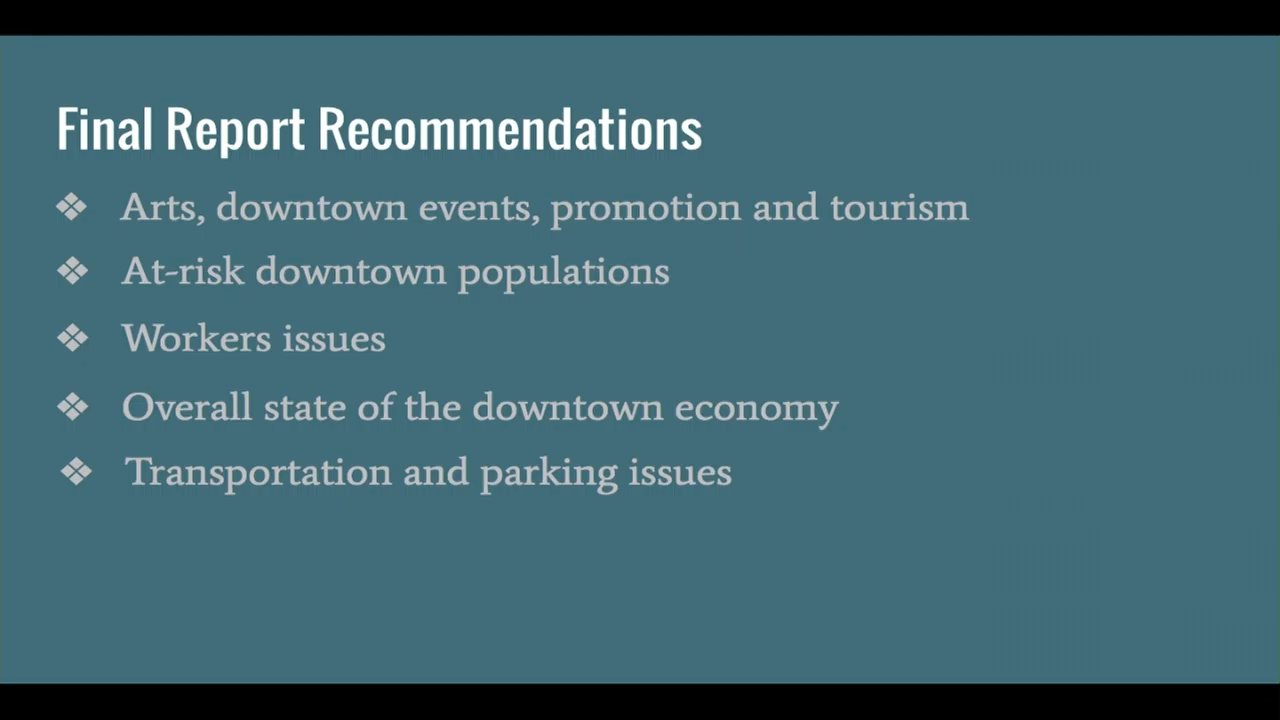 Final Report Recommendations
❖ Arts, downtown events, promotion and tourism
❖ At-risk downtown populations
❖ Workers issues
❖ Overall state of the downtown economy
❖ Transportation and parking issues